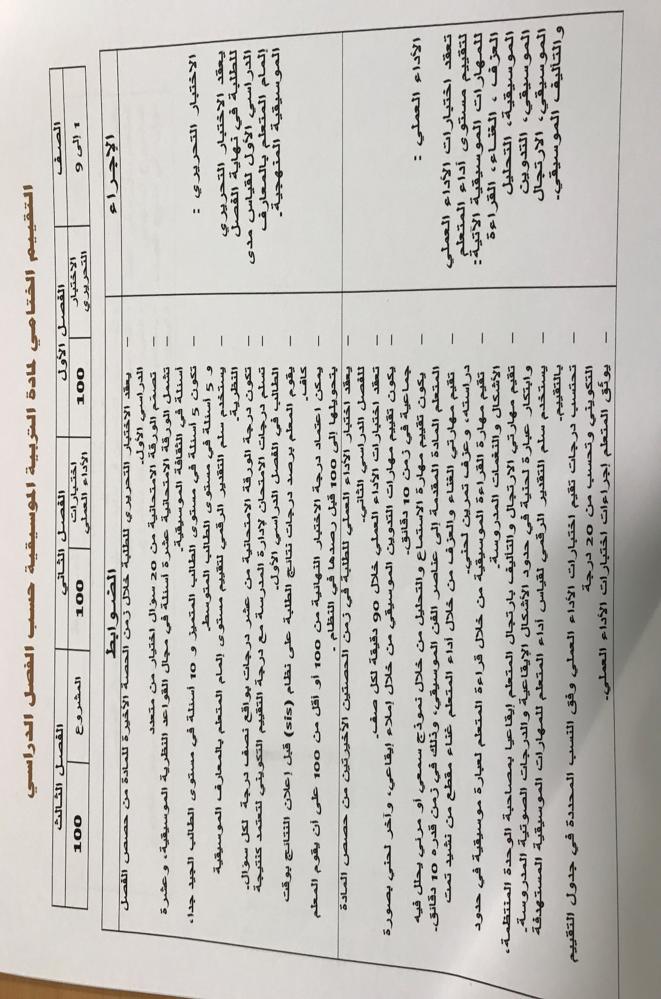 التقييم الختامي لمادة التربية الموسيقية حسب الفصل الدراسي
الصف
الفصل الأول
الفصل الثاني
الفصل الثالث
1 إلى 9
الاختبار
التحريري
100
اختبارات
الأداء العملي
100
المشروع
100
الإجراء
الضوابط
الاختبار التحريري :
يعقد الاختبار التحريري
للطلبة في نهاية الفصل
الدراسي الأول لقياس مدى
إلمام المتعلم بالمعارف
الموسيقية المنهجية.
- يعقد الاختبار التحريري للطلبة خلال زمن الحصة الأخيرة للمادة من حصص الفصل
الدراسي الأول.
- تصمّم الورقة الامتحانية من 20 سؤال اختيار من متعدد
- تشمل الورقة الامتحانية عشرة أسئلة في مجال القواعد النظرية الموسيقية، وعشرة
أسئلة في الثقافة الموسيقية.
- تكون 5 أسئلة في مستوى الطالب المتميز و 10 أسئلة في مستوى الطالب الجيد جدا،
و 5 أسئلة في مستوى الطالب المتوسط.
- يستخدم سلم التقدير الرقمي لتقييم مستوى إلمام المتعلم بالمعارف الموسيقية
النظرية.
- تكون درجة الورقة الامتحانية من عشر درجات بواقع نصف درجة لكل سؤال.
- تسلم درجات الامتحان لإدارة المدرسة مع درجة التقييم التكويني لتعتمد كنتيجة
الطالب في الفصل الدراسي الأول.
- يقوم المعلم برصد درجات نتائج الطلبة على نظام (sis) قبل إعلان النتائج بوقت
كاف.
- يمكن اعتماد درجة الاختبار النهائية من 100 أو أقل من 100 على أن يقوم المعلم
بتحويلها إلى 100 قبل رصدها في النظام .
الأداء العملي :
تعقد اختبارات الأداء العملي
لتقييم مستوى أداء المتعلم
للمهارات الموسيقية الآتية:
العزف ، الغناء، القراءة
الموسيقية، التحليل
الموسيقي، التدوين
الموسيقي، الارتجال
والتأليف الموسيقي.
- يعقد اختبار الأداء العملي للطلبة في زمن الحصتين الأخيرتين من حصص المادة
للفصل الدراسي الثاني.
- تعقد اختبارات الأداء العملي خلال 90 دقيقة لكل صف.
- يكون تقييم مهارات التدوين الموسيقي من خلال إملاء إيقاعي، وآخر لحني بصورة
جماعية في زمن 10 دقائق.
- يكون تقييم مهارة الاستماع والتحليل من خلال نموذج سمعي أو مرئي يحلل فيه
المتعلم المادة المقدمة إلى عناصر الفن الموسيقي، وذلك في زمن قدره 10 دقائق.
- تقيم مهارتي الغناء والعزف من خلال أداء المتعلم غناء مقطع من نشيد تمت
دراسته، وعزف تمرين لحني.
- تقيم مهارة القراءة الموسيقية من خلال قراءة المتعلم لعبارة موسيقية في حدود
الأشكال والنغمات المدروسة.
- تقيم مهارتي الارتجال والتأليف بارتجال المتعلم إيقاعيا بمصاحبة الوحدة المنتظمة،
وابتكار عبارة لحنية في حدود الأشكال الإيقاعية والدرجات الصوتية المدروسة.
- يستخدم سلم التقدير الرقمي لقياس أداء المتعلم للمهارات الموسيقية المستهدفة
بالتقييم.
- تحتسب درجات تقيم اختبارات الأداء العملي وفق النسب المحددة في جدول التقييم
التكويني وتحسب من 20 درجة
- يوثّق المتعلم إجراءات اختبارات الأداء العملي.